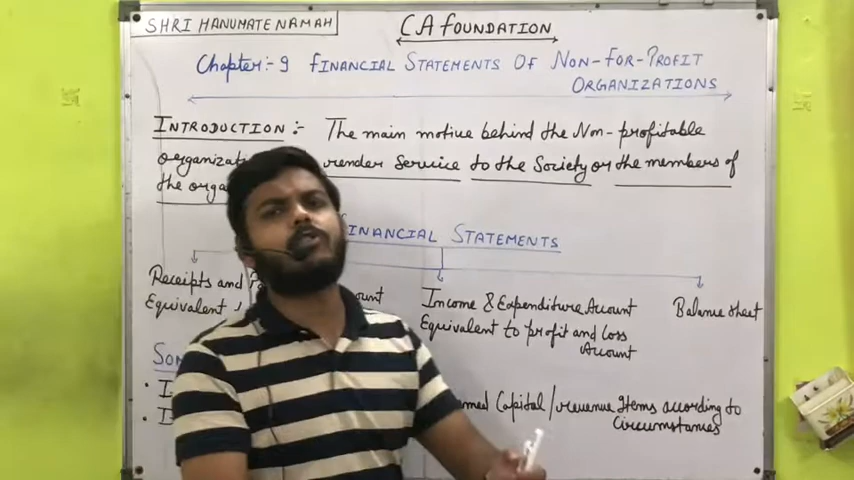 SHRI HANUMATE NAMAH
CA FOUNDATION
Chapter:- 9 FINANCIAL STATEMENTS OF NON-FOR-PROFIT
ORGANIZATIONS
INTRODUCTION:- The main motive behind the Non-profitable
render Service to the Society or the members of
the
FINANCIAL STATEMENTS
Receipts and
Equivalent
Income & Expenditure Account
Equivalent to profit and Loss
Account
Balance Sheet
Capital/revenue Items according to
Circumstances